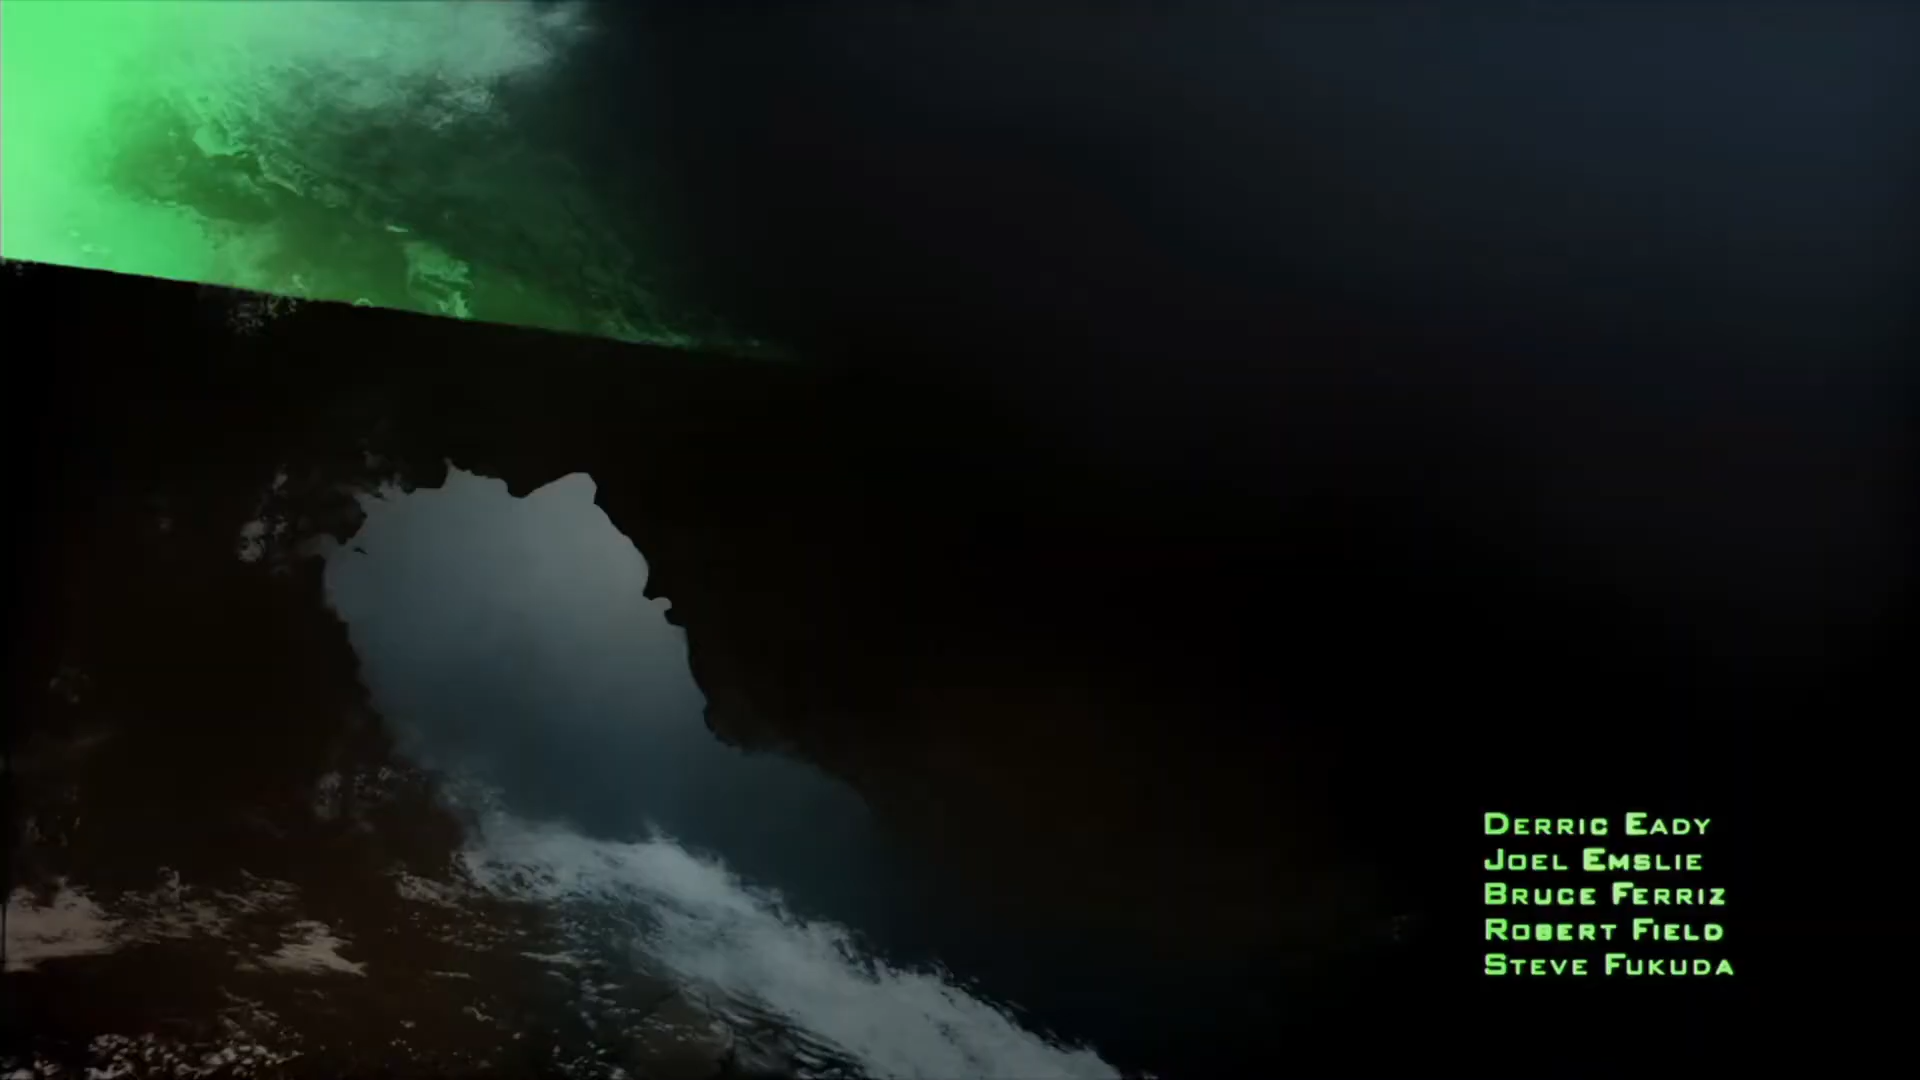 Derric Eady
Joel Emslie
Bruce Ferriz
Robert Field
Steve Fukuda